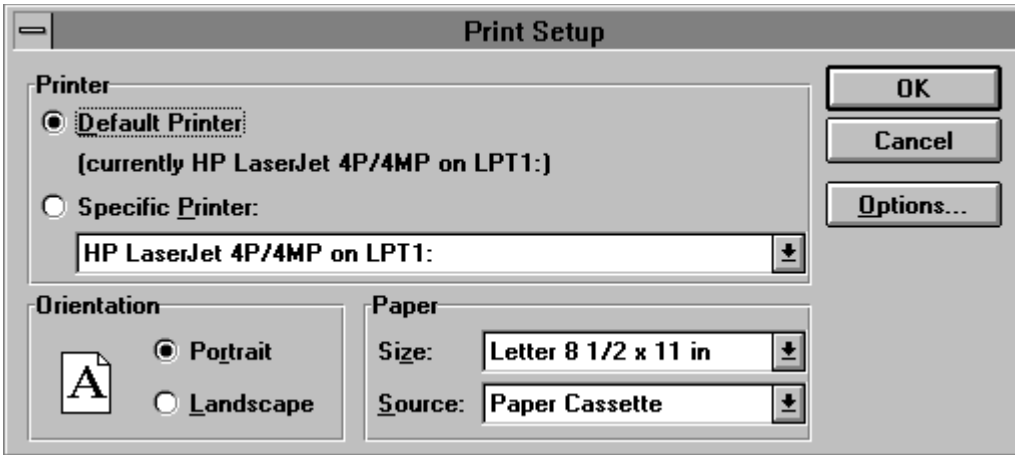 Print Setup
Printer
Default Printer
(currently HP LaserJet 4P/4MP on LPT1:)
Specific Printer:
HP LaserJet 4P/4MP on LPT1:
OK
Cancel
Options...
Orientation
A
Portrait
Landscape
Paper
Size: Letter 8 1/2 x 11 in
Source: Paper Cassette